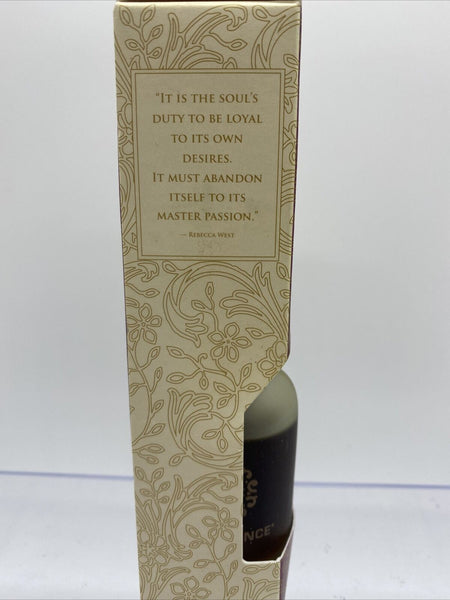 “It is the soul’s
duty to be loyal
to its own
desires.
It must abandon
itself to its
master passion.”
— Rebecca West